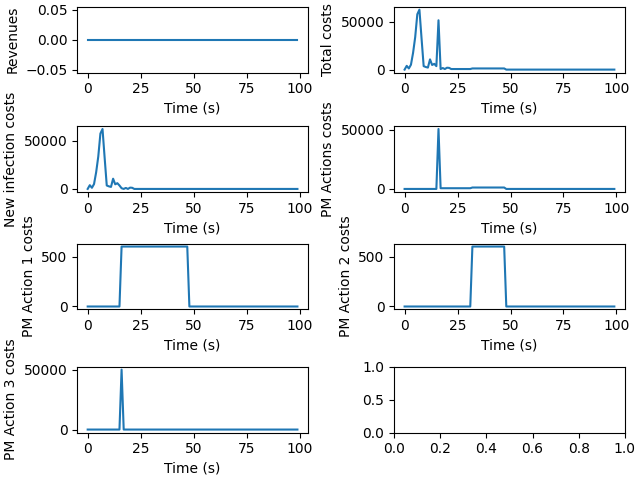 Revenues
0.05
0.00
−0.05
0 25 50 75 100
Time (s)
Total costs
50000
0
0 25 50 75 100
Time (s)
New infection costs
50000
0
0 25 50 75 100
Time (s)
PM Actions costs
50000
0
0 25 50 75 100
Time (s)
PM Action 1 costs
500
0
0 25 50 75 100
Time (s)
PM Action 2 costs
500
0
0 25 50 75 100
Time (s)
PM Action 3 costs
50000
0
0 25 50 75 100
Time (s)
1.0
0.5
0.0
0.0 0.2 0.4 0.6 0.8 1.0